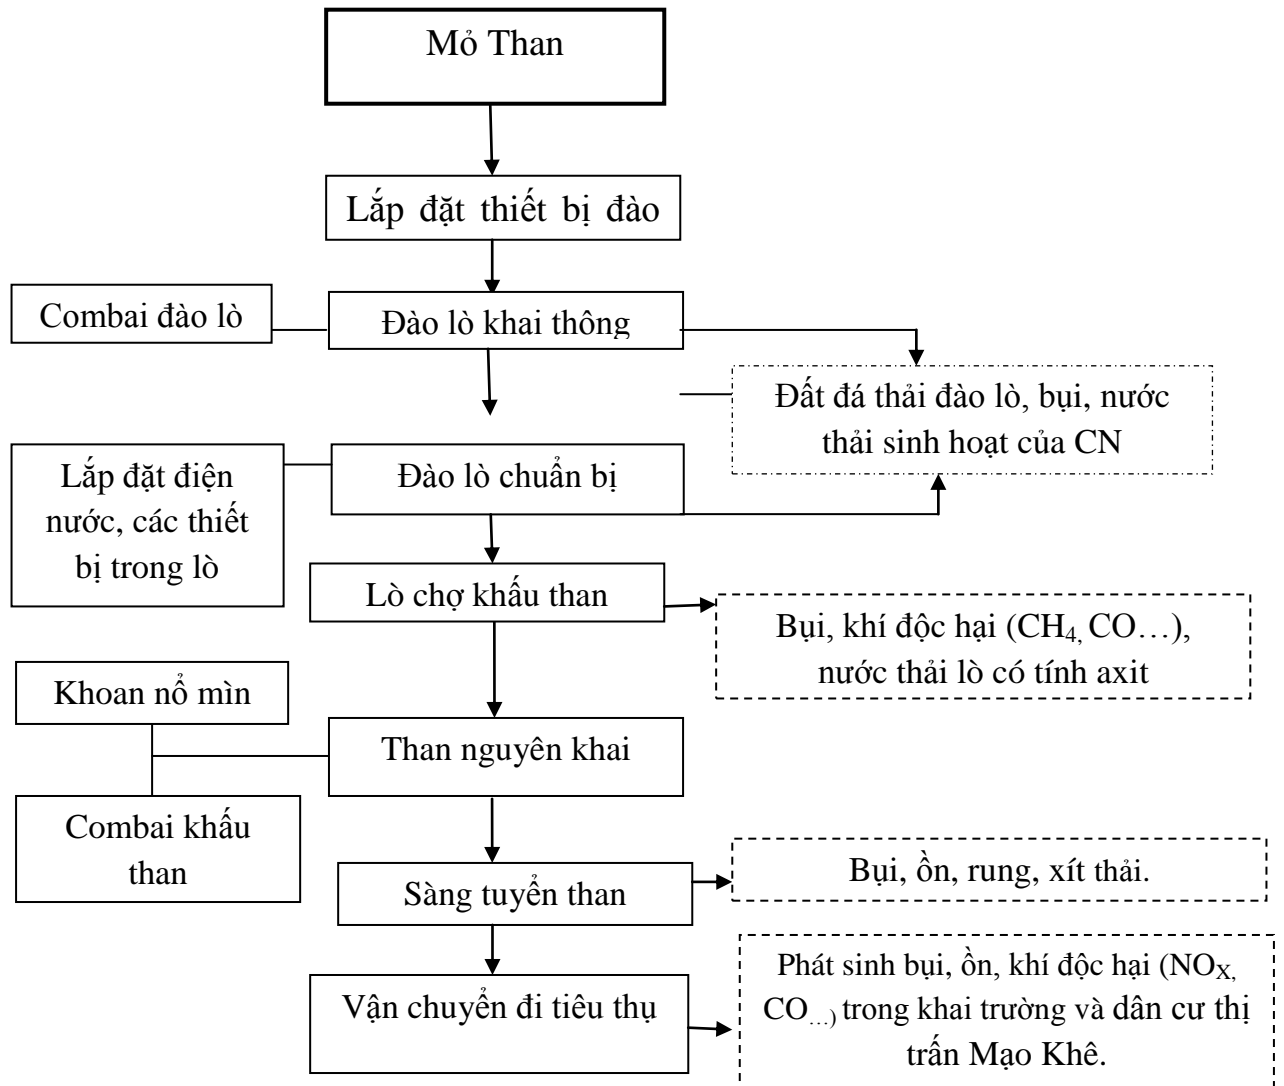 Mỏ Than
Lắp đặt thiết bị đào
Combai đào lò
Đào lò khai thông
Đất đá thải đào lò, bụi, nước
thải sinh hoạt của CN
Lắp đặt điện
nước, các thiết
bị trong lò
Đào lò chuẩn bị
Lò chợ khấu than
Bụi, khí độc hại (CH4, CO…),
nước thải lò có tính axit
Khoan nổ mìn
Than nguyên khai
Combai khấu
than
Sàng tuyển than
Bụi, ồn, rung, xít thải.
Vận chuyển đi tiêu thụ
Phát sinh bụi, ồn, khí độc hại (NOX,
CO…) trong khai trường và dân cư thị
trấn Mạo Khê.